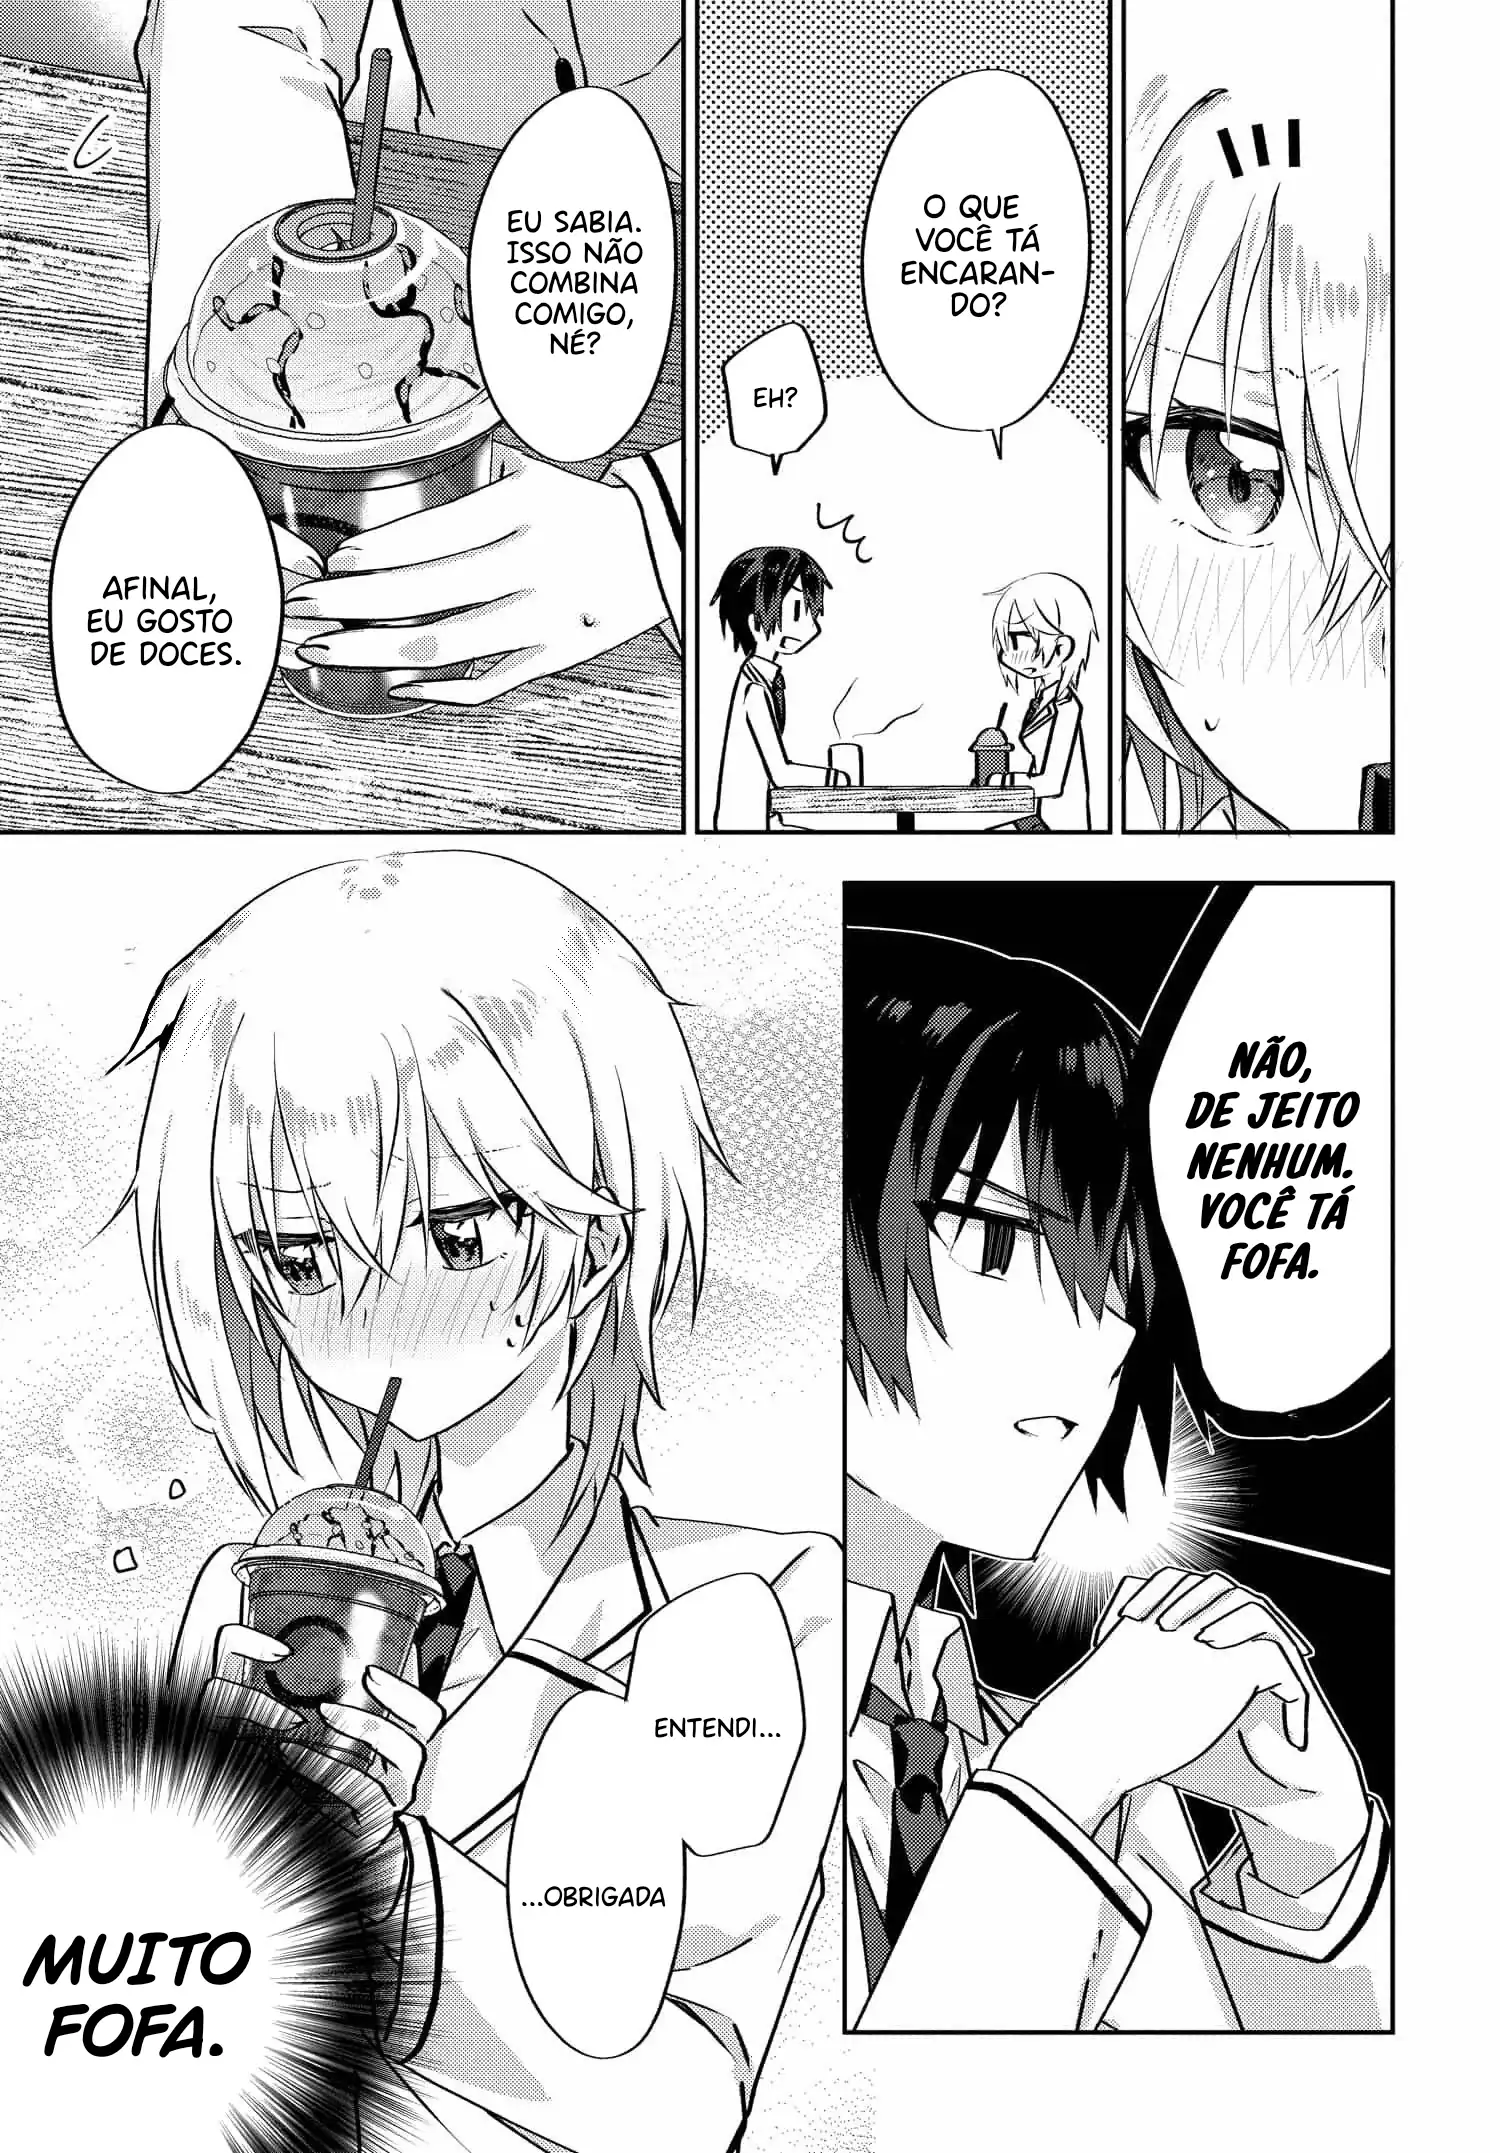 O QUE
VOCÊ TÁ
ENCARAN-
DO?
EH?
EU SABIA.
ISSO NÃO
COMBINA
COMIGO,
NÉ?
AFINAL,
EU GOSTO
DE DOCES.
NÃO,
DE JEITO
NENHUM.
VOCÊ TÁ
FOFA.
ENTENDI...
...OBRIGADA
MUITO
FOFA.